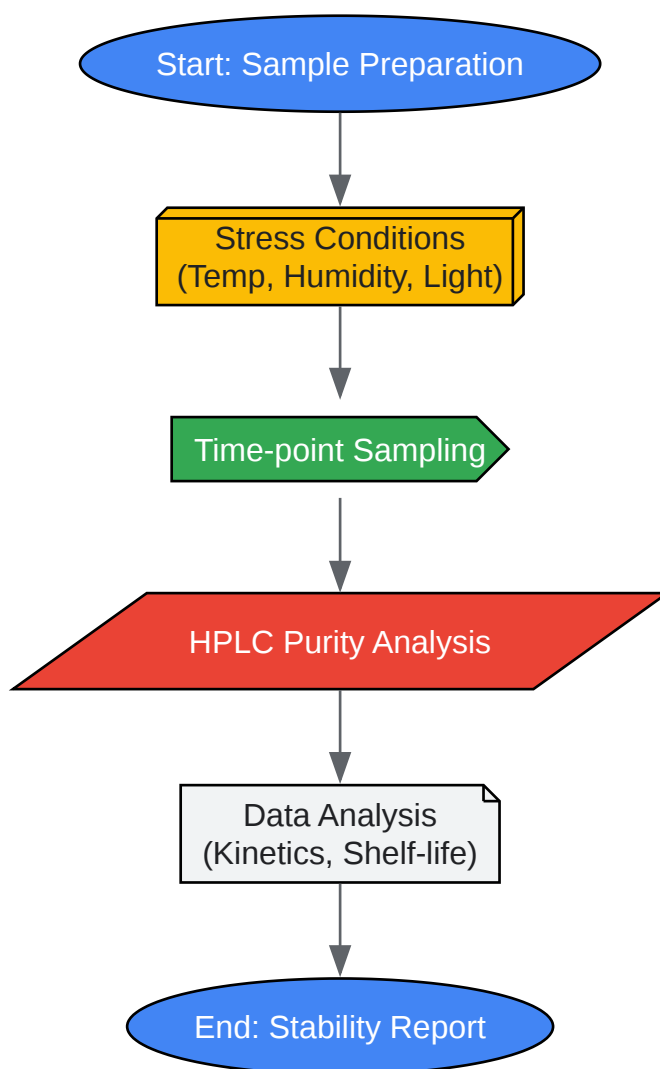 Start: Sample Preparation
Stress Conditions
(Temp, Humidity, Light)
Time-point Sampling
HPLC Purity Analysis
Data Analysis
(Kinetics, Shelf-life)
End: Stability Report